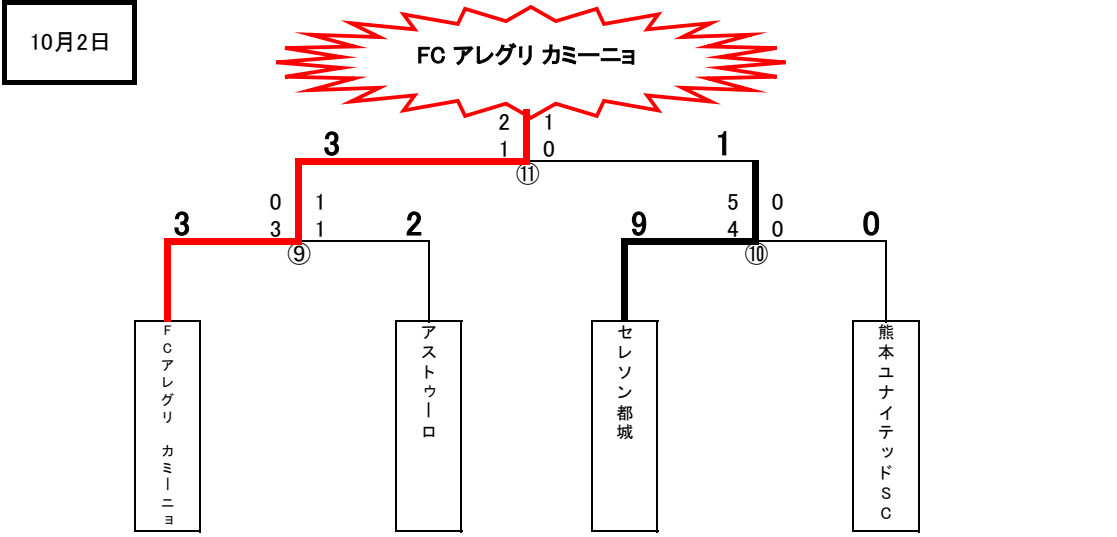 10月2日
FC アレグリ カミーニョ
2 1
3 1 0 1
⑪
0 1 5 0
3 3 1 2 9 4 0 0
⑨ ⑩
FCアレグリ カミーニョ
アストゥーロ
セレソン都城
熊本ユナイテッドSC